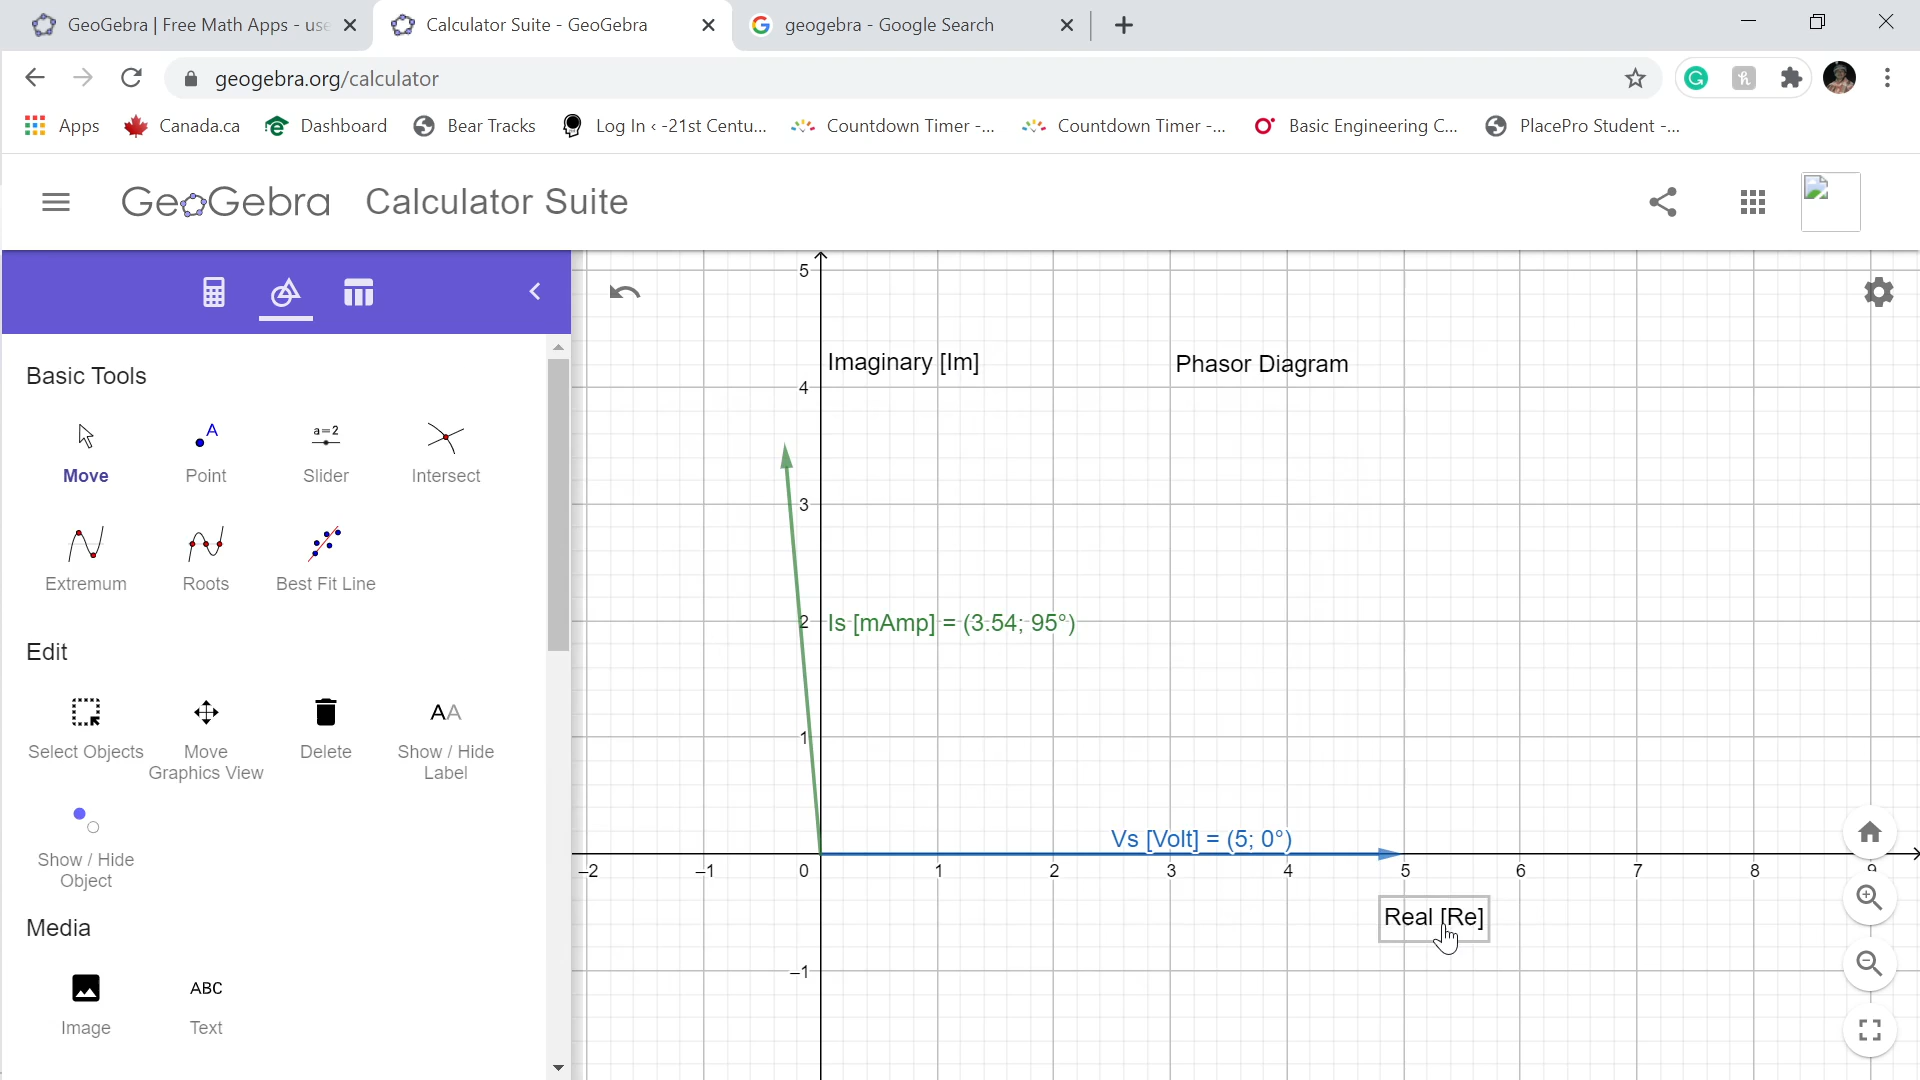 GeoGebra | Free Math Apps - use
Calculator Suite - GeoGebra
geogebra - Google Search
geogebra.org/calculator
Apps
Canada.ca
Dashboard
Bear Tracks
Log In ‹ -21st Centu...
Countdown Timer -...
Countdown Timer -...
Basic Engineering C...
PlacePro Student -...
GeoGebra
Calculator Suite
Basic Tools
Move
A
Point
a=2
Slider
Intersect
Extremum
Roots
Best Fit Line
Edit
Select Objects
Move
Graphics View
Delete
AA
Show / Hide
Label
Show / Hide
Object
Media
Image
ABC
Text
5
Imaginary [Im]
Phasor Diagram
4
3
2
Is [mAmp] = (3.54; 95°)
1
Vs [Volt] = (5; 0°)
–2
–1
0
1
2
3
4
5
6
7
8
9
Real [Re]
–1